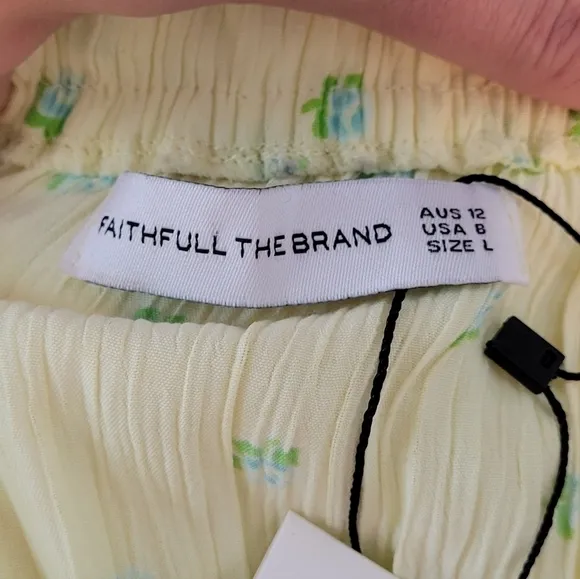 FAITHFULL THE BRAND
AUS 12
USA 8
SIZE L